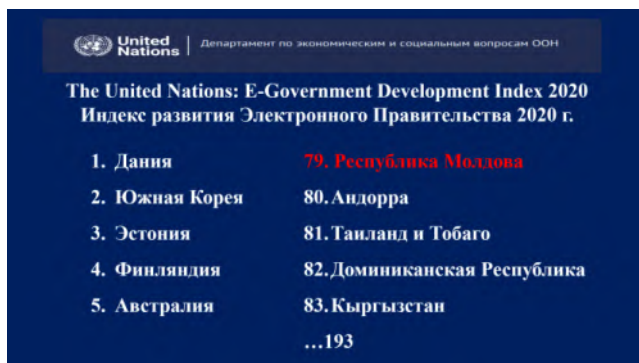 United
Nations
Департамент по экономическим и социальным вопросам ООН
The United Nations: E-Government Development Index 2020
Индекс развития Электронного Правительства 2020 г.
1. Дания
2. Южная Корея
3. Эстония
4. Финляндия
5. Австралия
79. Республика Молдова
80. Андорра
81. Таиланд и Тобаго
82. Доминиканская Республика
83. Кыргызстан
...193